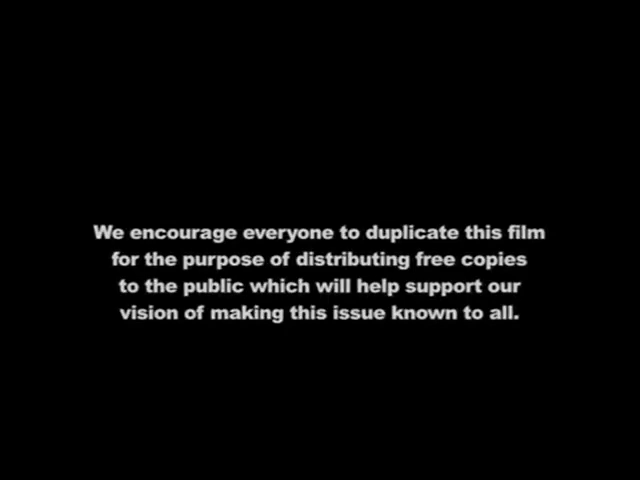 We encourage everyone to duplicate this film
for the purpose of distributing free copies
to the public which will help support our
vision of making this issue known to all.